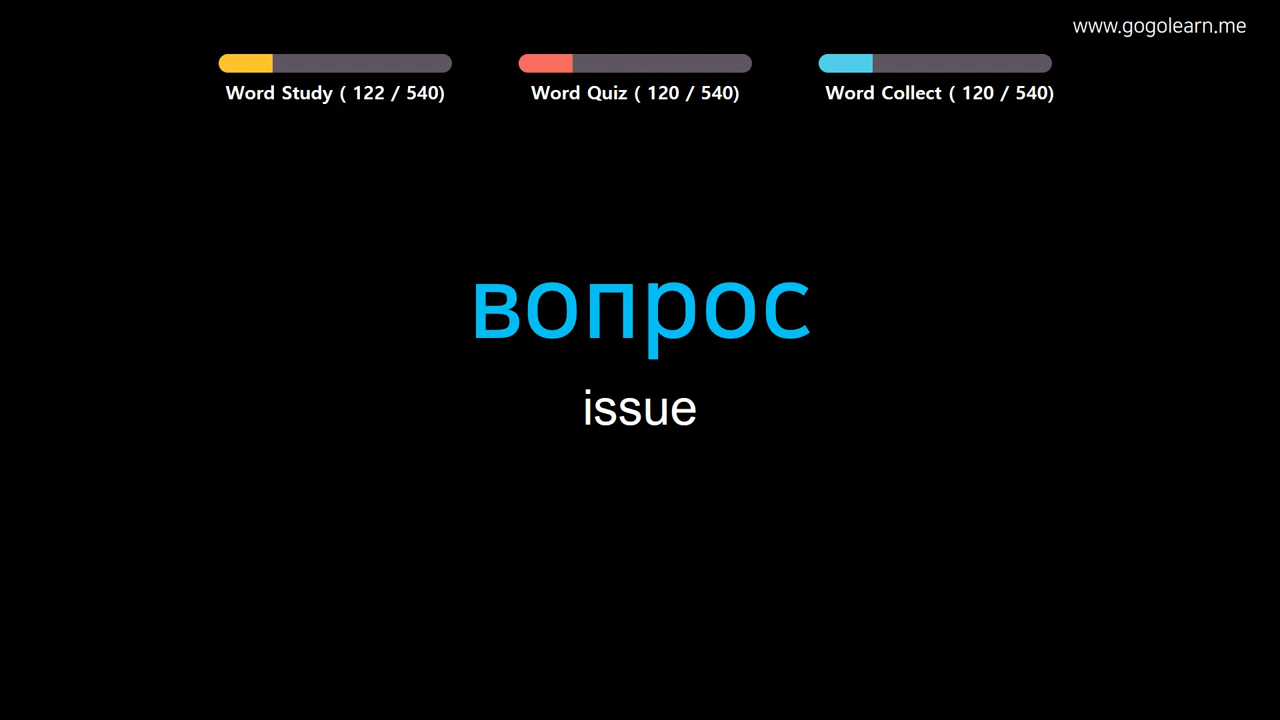 www.gogolearn.me
Word Study ( 122 / 540)
Word Quiz ( 120 / 540)
Word Collect ( 120 / 540)
вопрос
issue